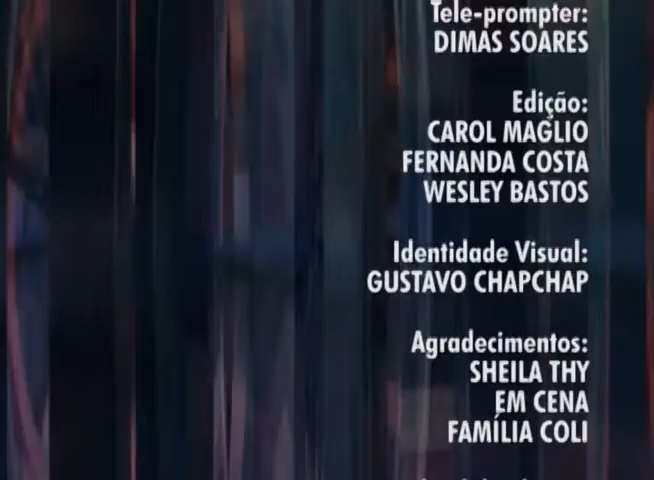 Tele-prompter:
DIMAS SOARES
Edição:
CAROL MAGLIO
FERNANDA COSTA
WESLEY BASTOS
Identidade Visual:
GUSTAVO CHAPCHAP
Agradecimentos:
SHEILA THY
EM CENA
FAMÍLIA COLI